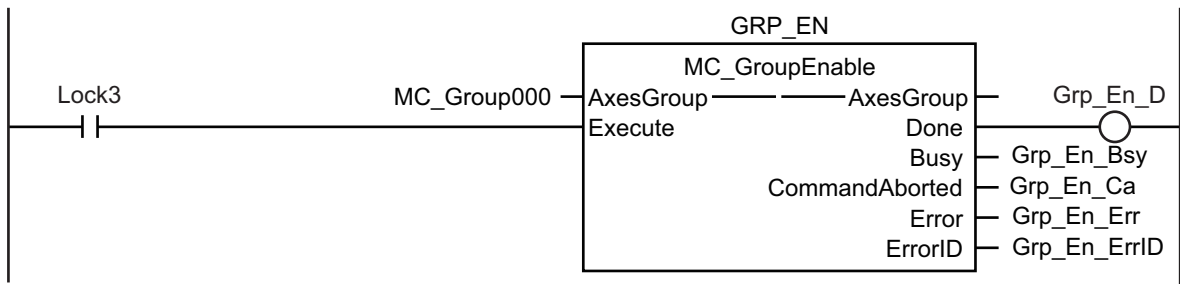 GRP_EN
MC_GroupEnable
Lock3 MC_Group000 AxesGroup AxesGroup Grp_En_D
Execute Done
Busy Grp_En_Bsy
CommandAborted Grp_En_Ca
Error Grp_En_Err
ErrorID Grp_En_ErrID